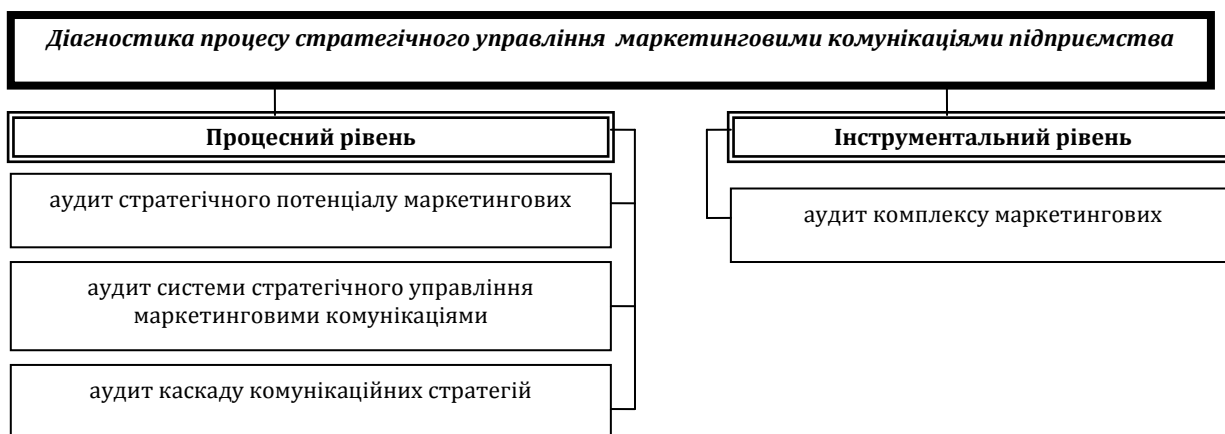 Діагностика процесу стратегічного управління маркетинговими комунікаціями підприємства
Процесний рівень
аудит стратегічного потенціалу маркетингових
аудит системи стратегічного управління
маркетинговими комунікаціями
аудит каскаду комунікаційних стратегій
Інструментальний рівень
аудит комплексу маркетингових